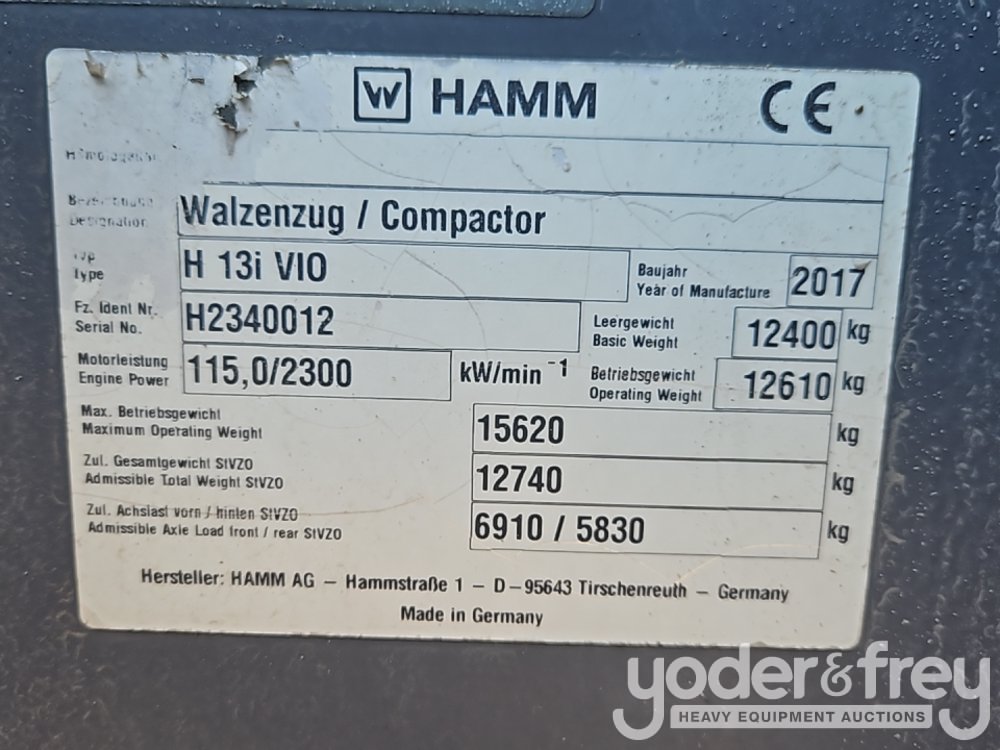 W HAMM CE
Bezeichnung
Designation
Walzenzug / Compactor
Typ
Type
H 13i VIO
Baujahr
Year of Manufacture
2017
Fz. Ident Nr.
Serial No.
H2340012
Leergewicht
Basic Weight
12400 kg
Motorleistung
Engine Power
115,0/2300 kW/min -1
Betriebsgewicht
Operating Weight
12610 kg
Max. Betriebsgewicht
Maximum Operating Weight
15620 kg
Zul. Gesamtgewicht StVZO
Admissible Total Weight StVZO
12740 kg
Zul. Achslast vorn / hinten StVZO
Admissible Axle Load front / rear StVZO
6910 / 5830 kg
Hersteller: HAMM AG – Hammstraße 1 – D–95643 Tirschenreuth – Germany
Made in Germany
yoder&frey
HEAVY EQUIPMENT AUCTIONS